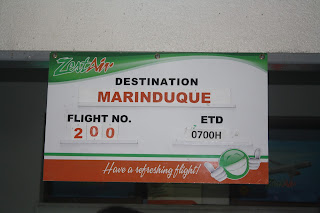 ZestAir
DESTINATION
MARINDUQUE
FLIGHT NO. ETD
200 0700H
Have a refreshing flight!